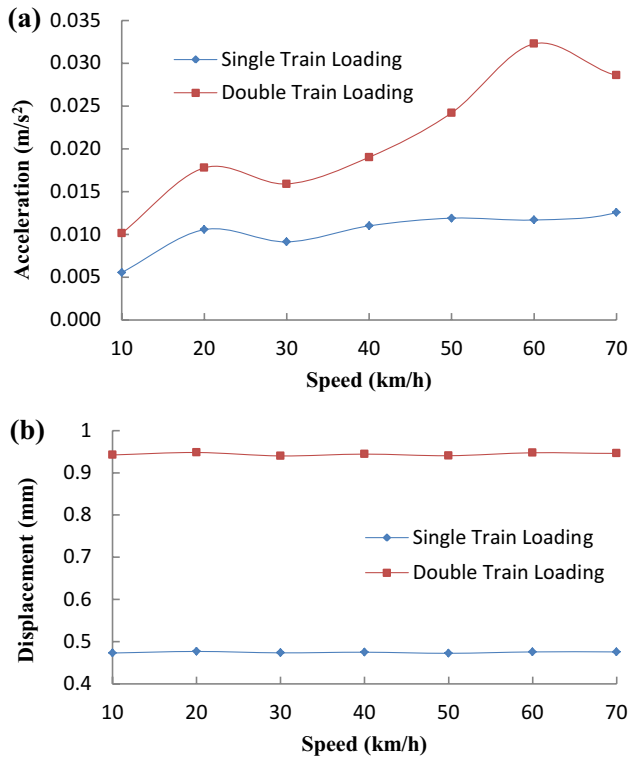 (a)
0.035
0.030
0.025
0.020
0.015
0.010
0.005
0.000
Acceleration (m/s²)
Single Train Loading
Double Train Loading
10 20 30 40 50 60 70
Speed (km/h)
(b)
1
0.9
0.8
0.7
0.6
0.5
0.4
Displacement (mm)
Single Train Loading
Double Train Loading
10 20 30 40 50 60 70
Speed (km/h)